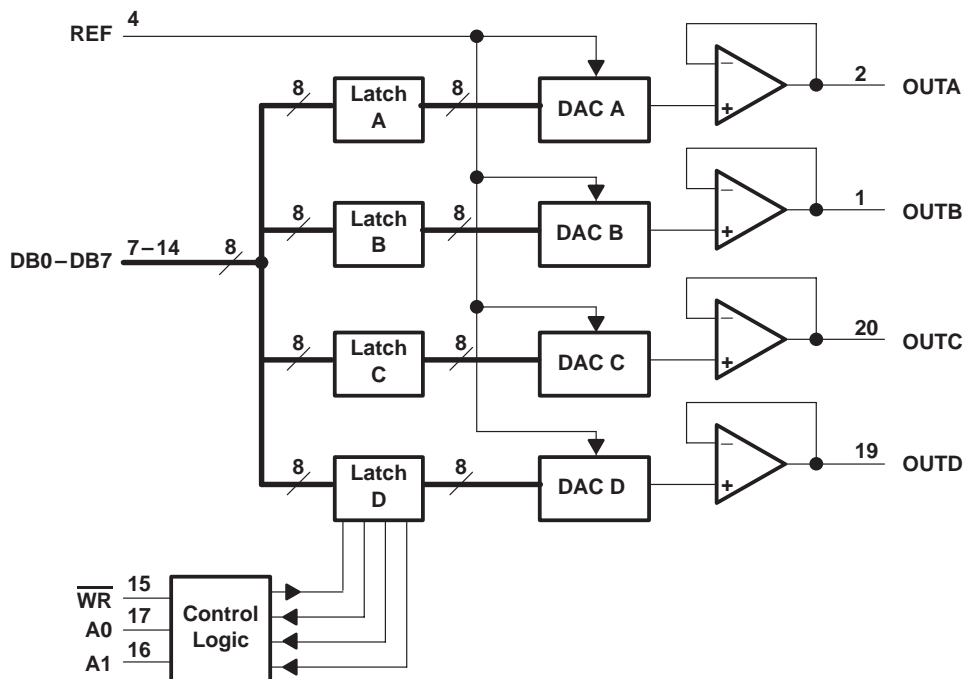 REF 4
8 Latch A 8 DAC A − + 2 OUTA
8 Latch B 8 DAC B − + 1 OUTB
DB0–DB7 7–14 8
8 Latch C 8 DAC C − + 20 OUTC
8 Latch D 8 DAC D − + 19 OUTD
WR 15
A0 17
A1 16
Control
Logic